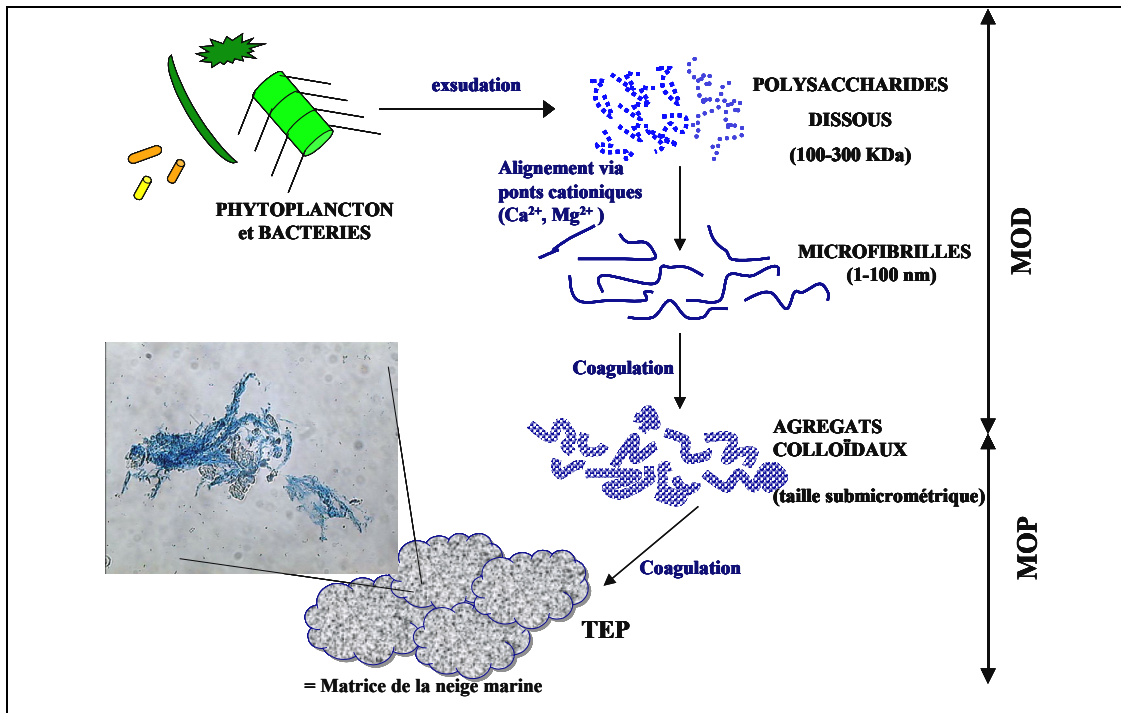 exsudation
POLYSACCHARIDES
DISSOUS
(100-300 KDa)
PHYTOPLANCTON
et BACTERIES
Alignement via
ponts cationiques
(Ca²⁺, Mg²⁺ )
MICROFIBRILLES
(1-100 nm)
MOD
Coagulation
AGREGATS
COLLOÏDAUX
(taille submicrométrique)
MOP
Coagulation
TEP
= Matrice de la neige marine